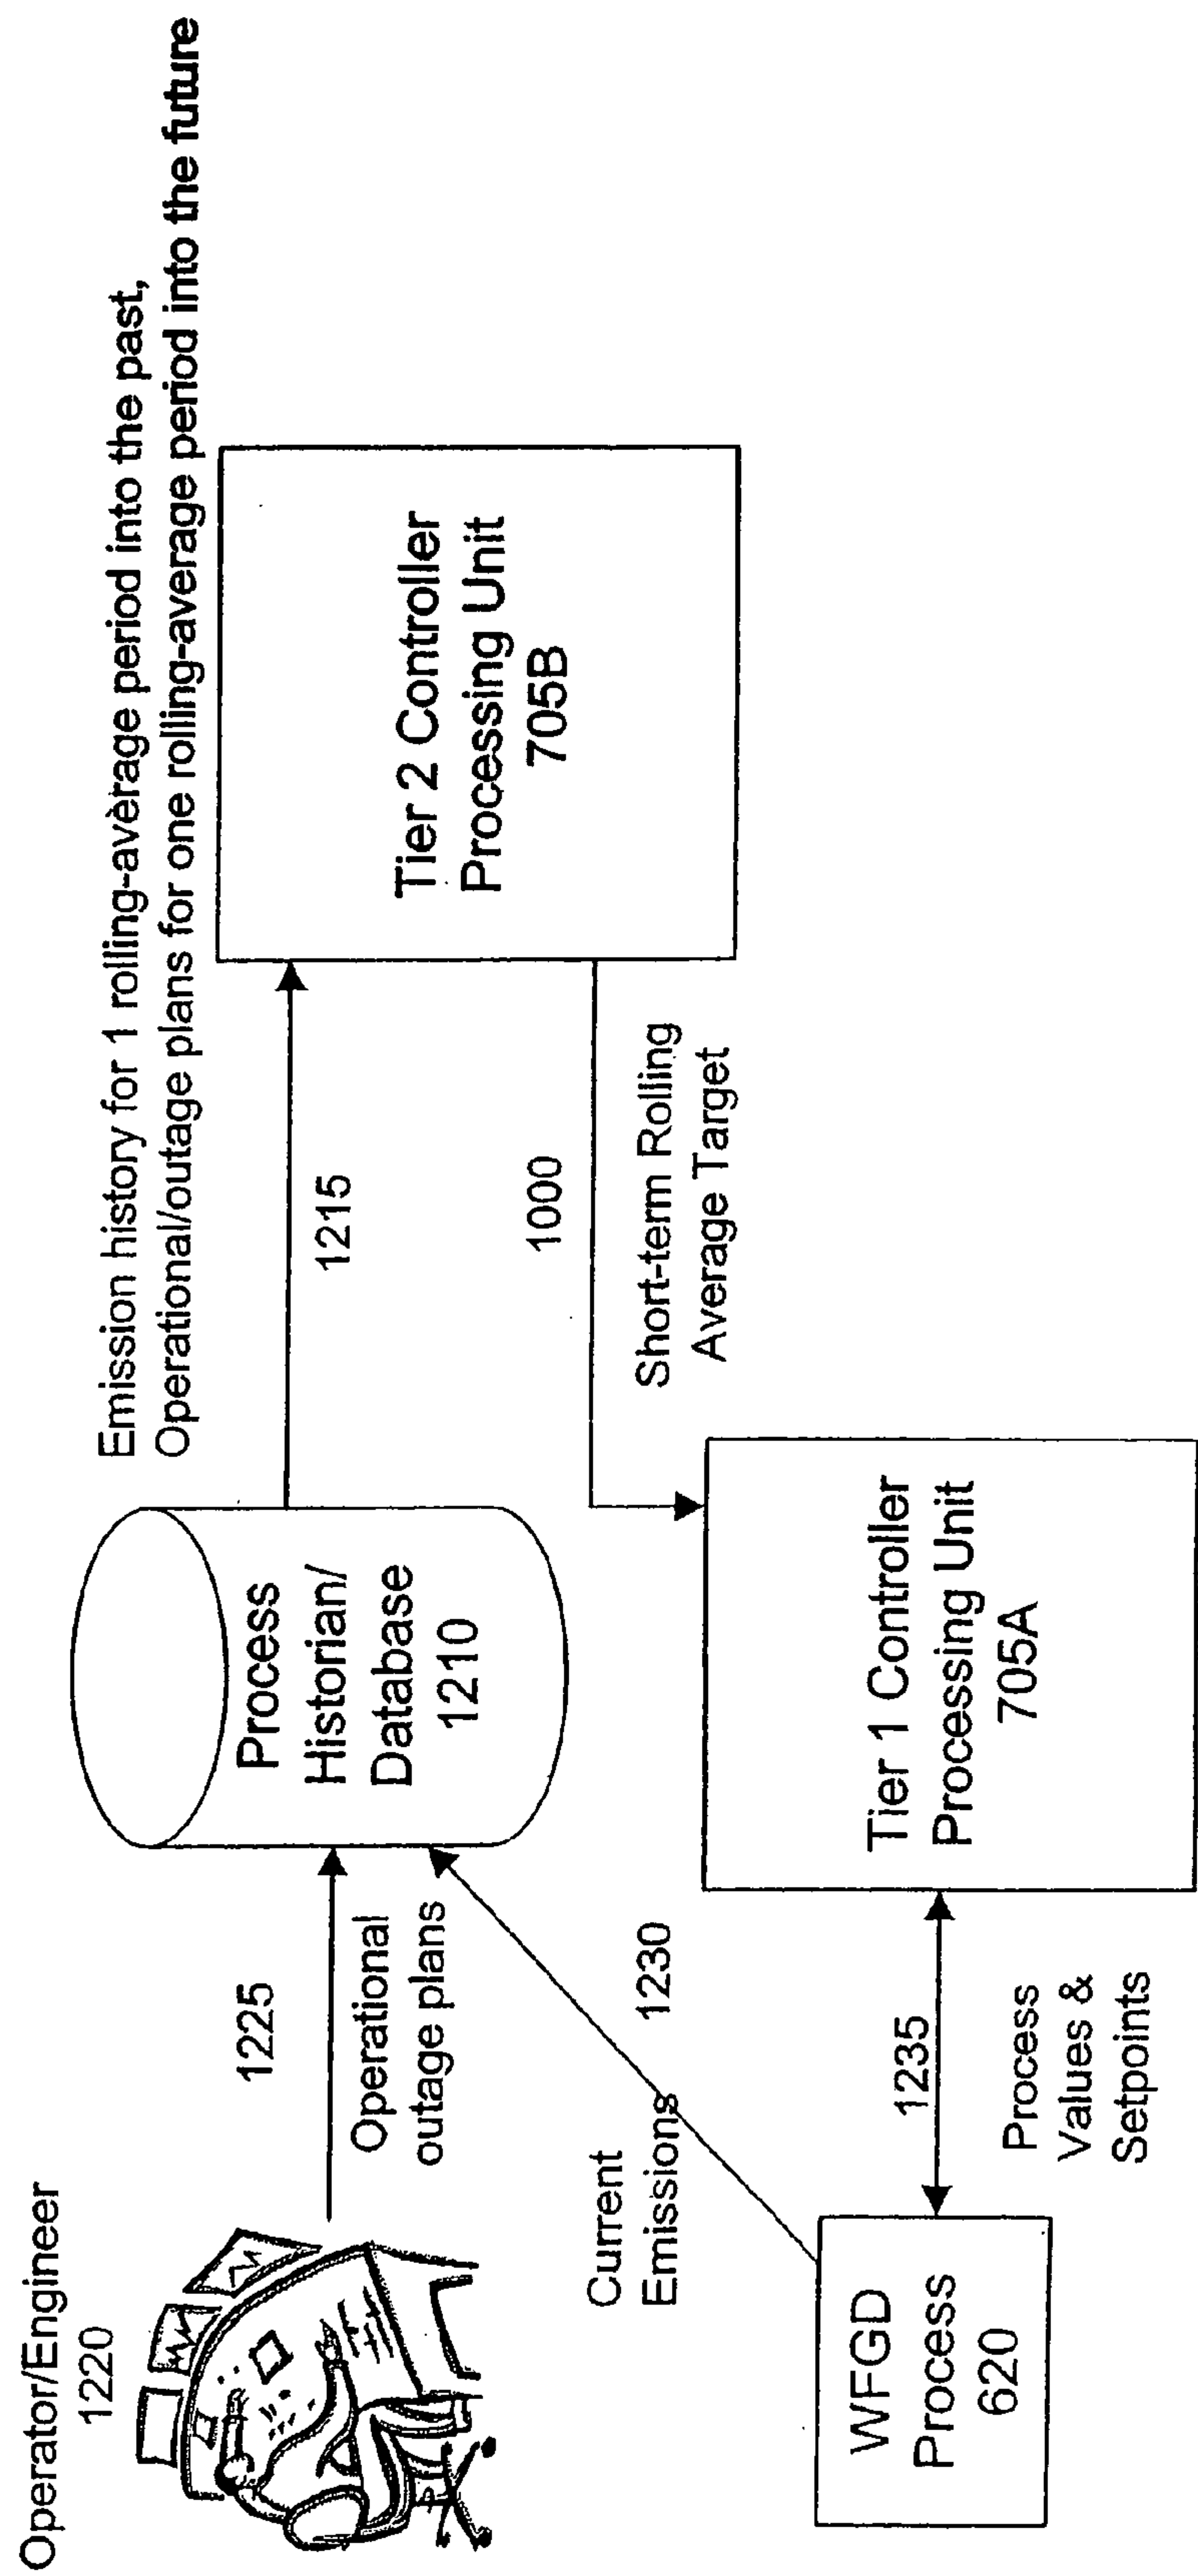 Operator/Engineer
1220
1225
Operational
outage plans
Process
Historian/
Database
1210
Emission history for 1 rolling-average period into the past,
Operational/outage plans for one rolling-average period into the future
1215
Tier 2 Controller
Processing Unit
705B
1000
Short-term Rolling
Average Target
Current
Emissions
1230
WFGD
Process
620
1235
Process
Values &
Setpoints
Tier 1 Controller
Processing Unit
705A